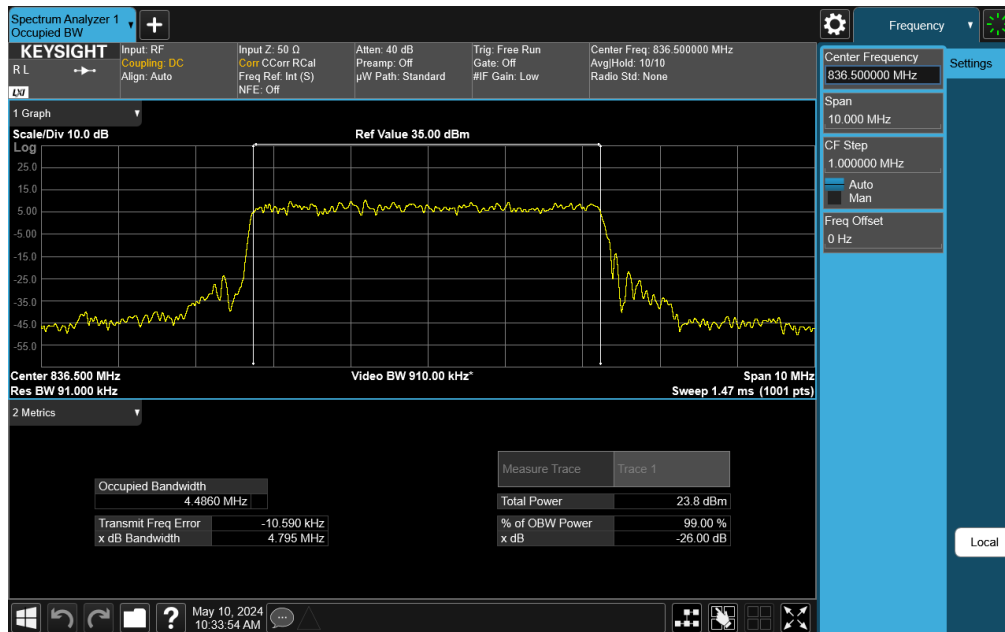 Spectrum Analyzer 1
Occupied BW
Frequency
KEYSIGHT
R L
LXI
Input: RF
Coupling: DC
Align: Auto
Input Z: 50 Ω
Corr CCorr RCal
Freq Ref: Int (S)
NFE: Off
Atten: 40 dB
Preamp: Off
µW Path: Standard
Trig: Free Run
Gate: Off
#IF Gain: Low
Center Freq: 836.500000 MHz
Avg|Hold: 10/10
Radio Std: None
Center Frequency
836.500000 MHz
Settings
Span
10.000 MHz
CF Step
1.000000 MHz
Auto
Man
Freq Offset
0 Hz
1 Graph
Scale/Div 10.0 dB
Ref Value 35.00 dBm
Log
25.0
15.0
5.00
-5.00
-15.0
-25.0
-35.0
-45.0
-55.0
Center 836.500 MHz
Video BW 910.00 kHz*
Span 10 MHz
Res BW 91.000 kHz
Sweep 1.47 ms (1001 pts)
2 Metrics
Measure Trace
Trace 1
Occupied Bandwidth
4.4860 MHz
Total Power
23.8 dBm
Transmit Freq Error
-10.590 kHz
% of OBW Power
99.00 %
x dB Bandwidth
4.795 MHz
x dB
-26.00 dB
Local
?
May 10, 2024
10:33:54 AM